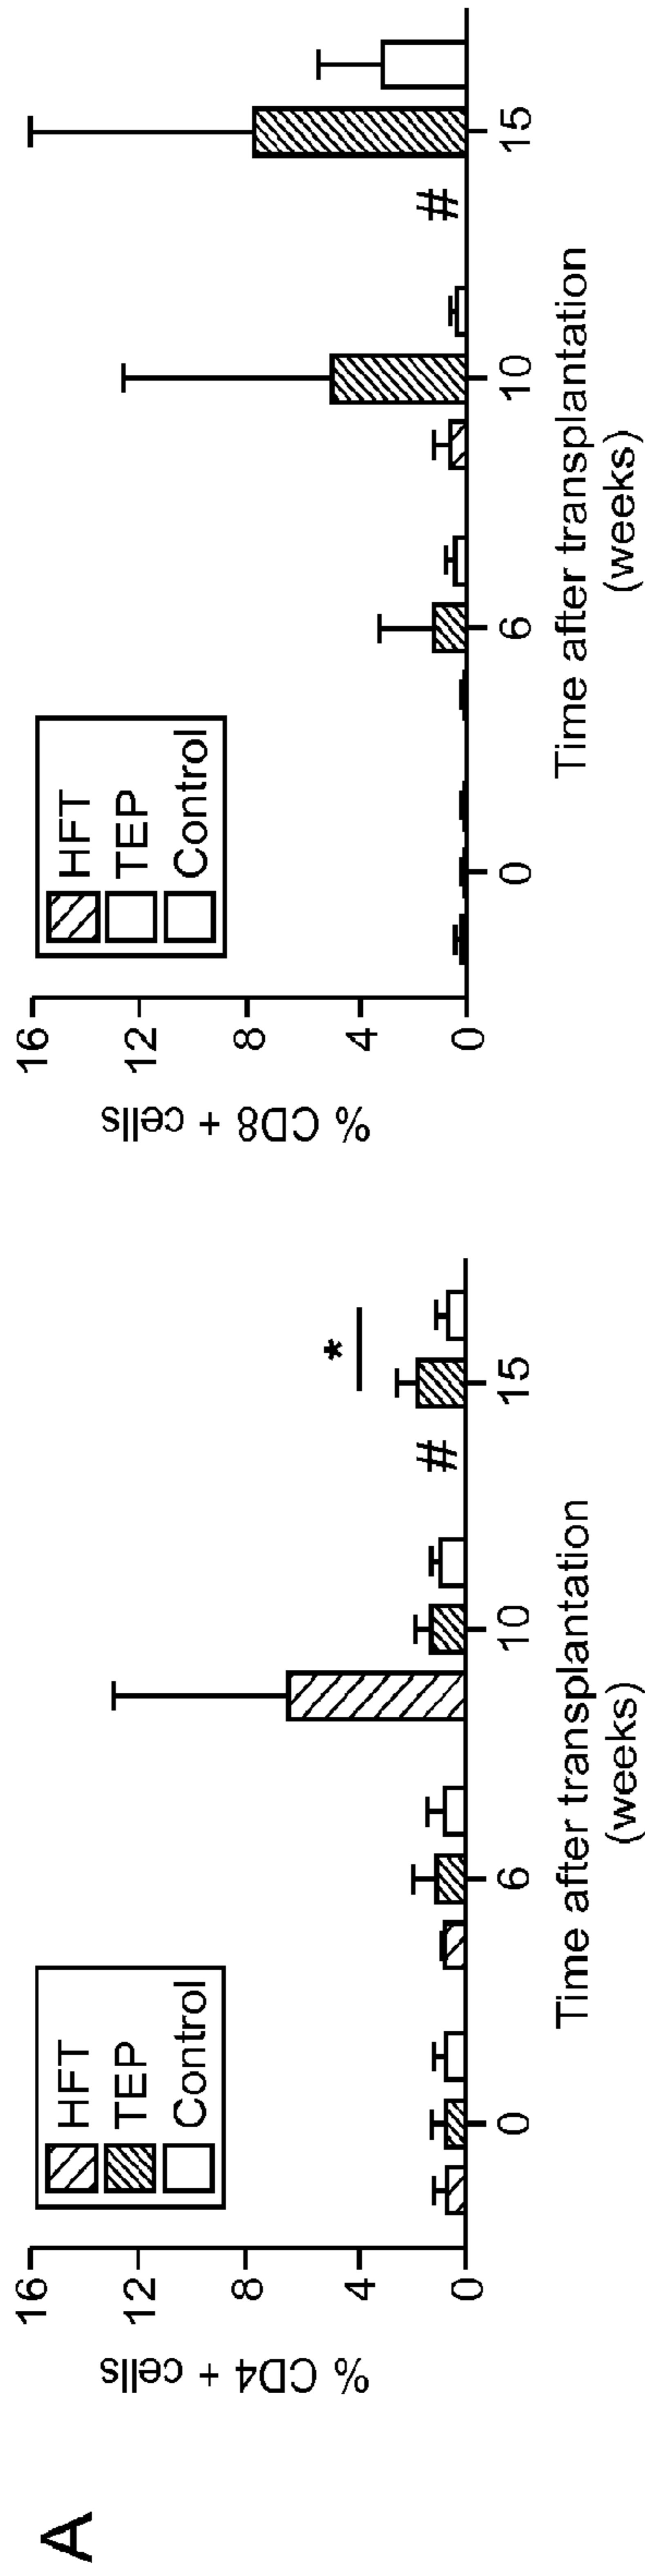 A
% CD4 + cells
16
12
8
4
0
HFT
TEP
Control
*
#
0
6
10
15
Time after transplantation
(weeks)
% CD8 + cells
16
12
8
4
0
HFT
TEP
Control
#
0
6
10
15
Time after transplantation
(weeks)